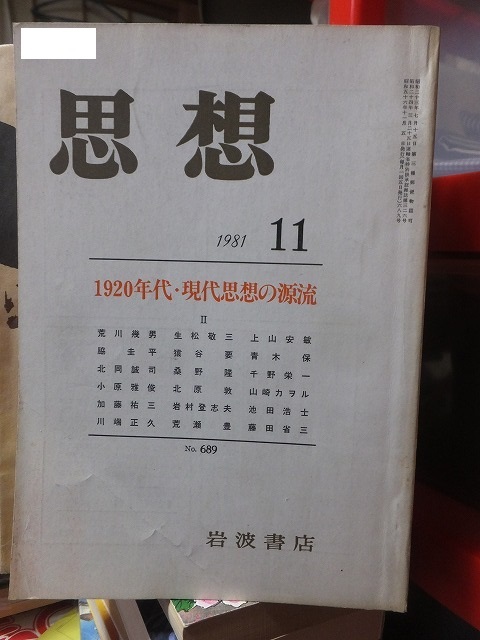 思想
1981 11
1920年代・現代思想の源流
II
荒川幾男 生松敬三 上山安敏
脇圭平 猿谷要 青木保
北岡誠司 桑野隆 千野栄一
小原雅俊 北原敦 山崎カヲル
加藤祐三 岩村登志夫 池田浩士
川端正久 荒瀬豊 藤田省三
No. 689
岩波書店